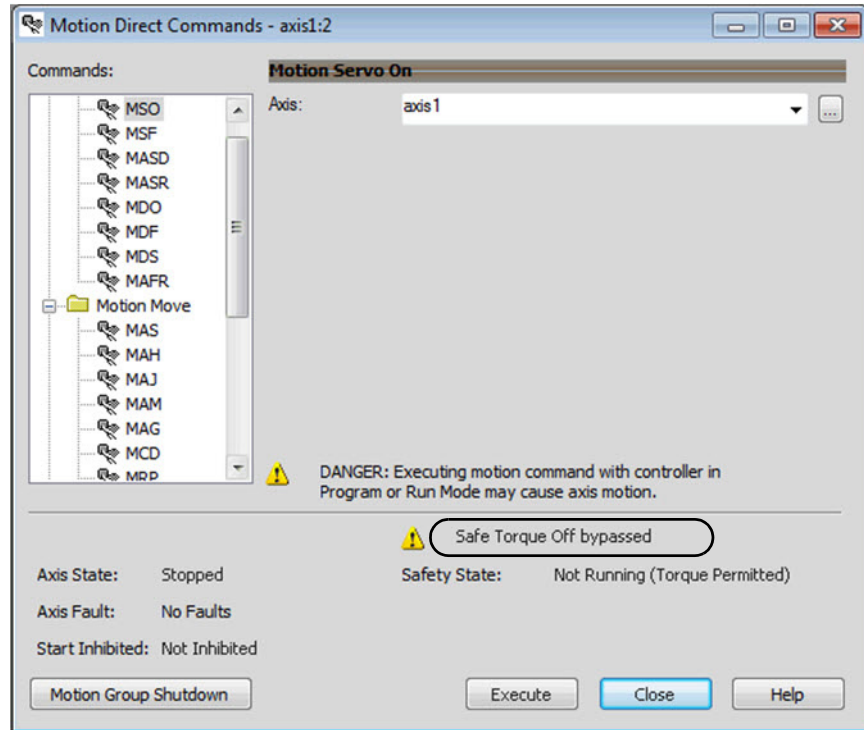 Motion Direct Commands - axis1:2
Commands:
Motion Servo On
MSO
MSF
MASD
MASR
MDO
MDF
MDS
MAFR
Motion Move
MAS
MAH
MAJ
MAM
MAG
MCD
MRP
Axis:
axis1
...
DANGER: Executing motion command with controller in
Program or Run Mode may cause axis motion.
Safe Torque Off bypassed
Axis State: Stopped
Safety State: Not Running (Torque Permitted)
Axis Fault: No Faults
Start Inhibited: Not Inhibited
Motion Group Shutdown
Execute
Close
Help